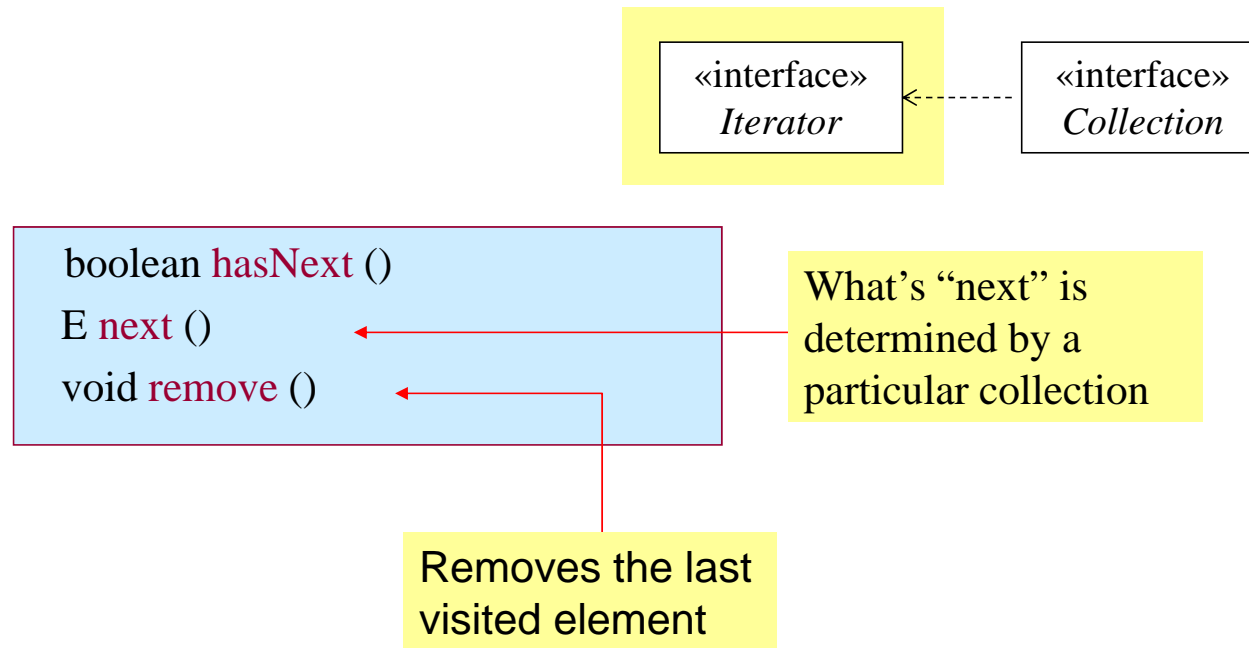 «interface»
Iterator
«interface»
Collection
boolean hasNext ()
E next ()
void remove ()
What’s “next” is
determined by a
particular collection
Removes the last
visited element